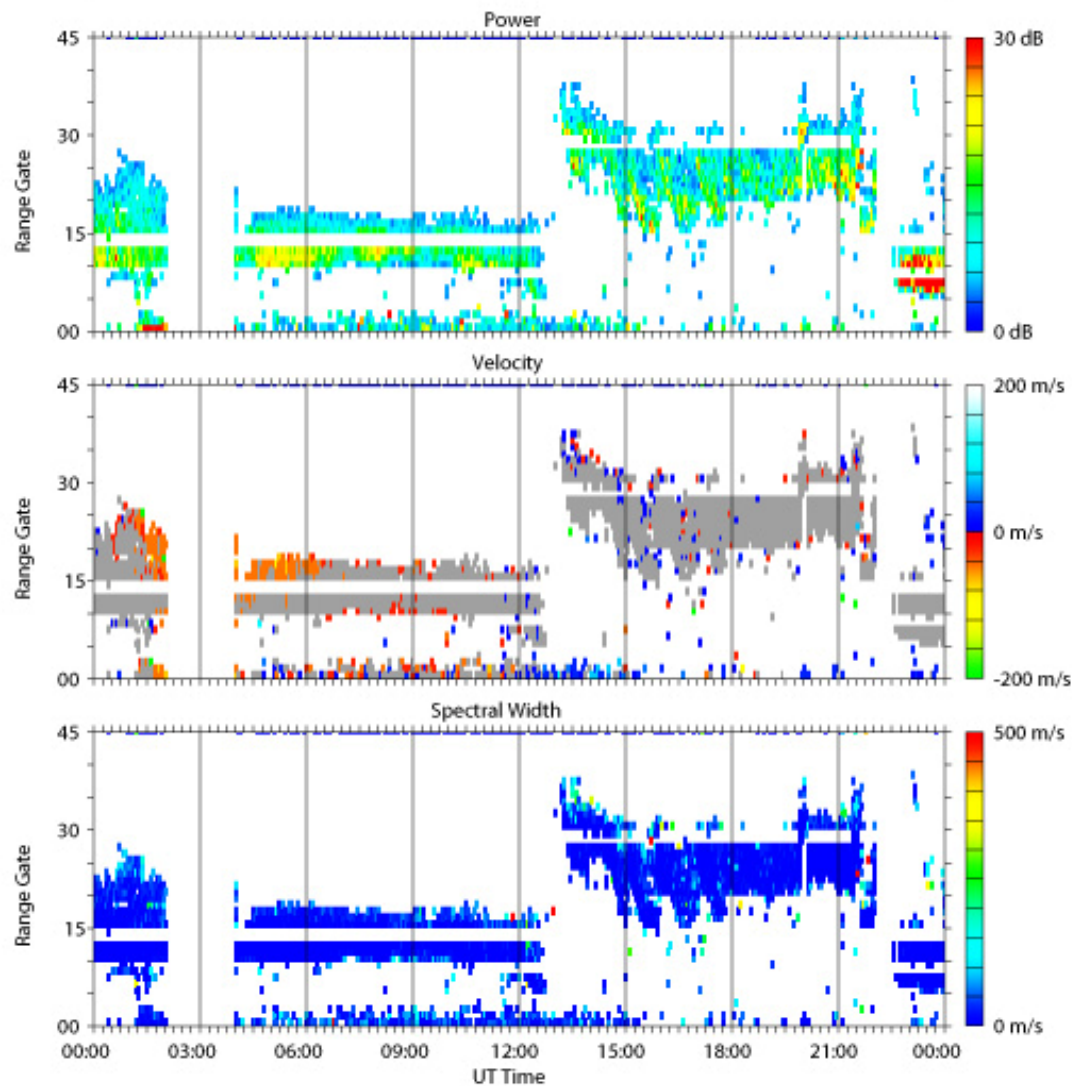 Power
45
30
15
00
Range Gate
30 dB
0 dB
Velocity
45
30
15
00
Range Gate
200 m/s
0 m/s
-200 m/s
Spectral Width
45
30
15
00
Range Gate
500 m/s
0 m/s
00:00 03:00 06:00 09:00 12:00 15:00 18:00 21:00 00:00
UT Time